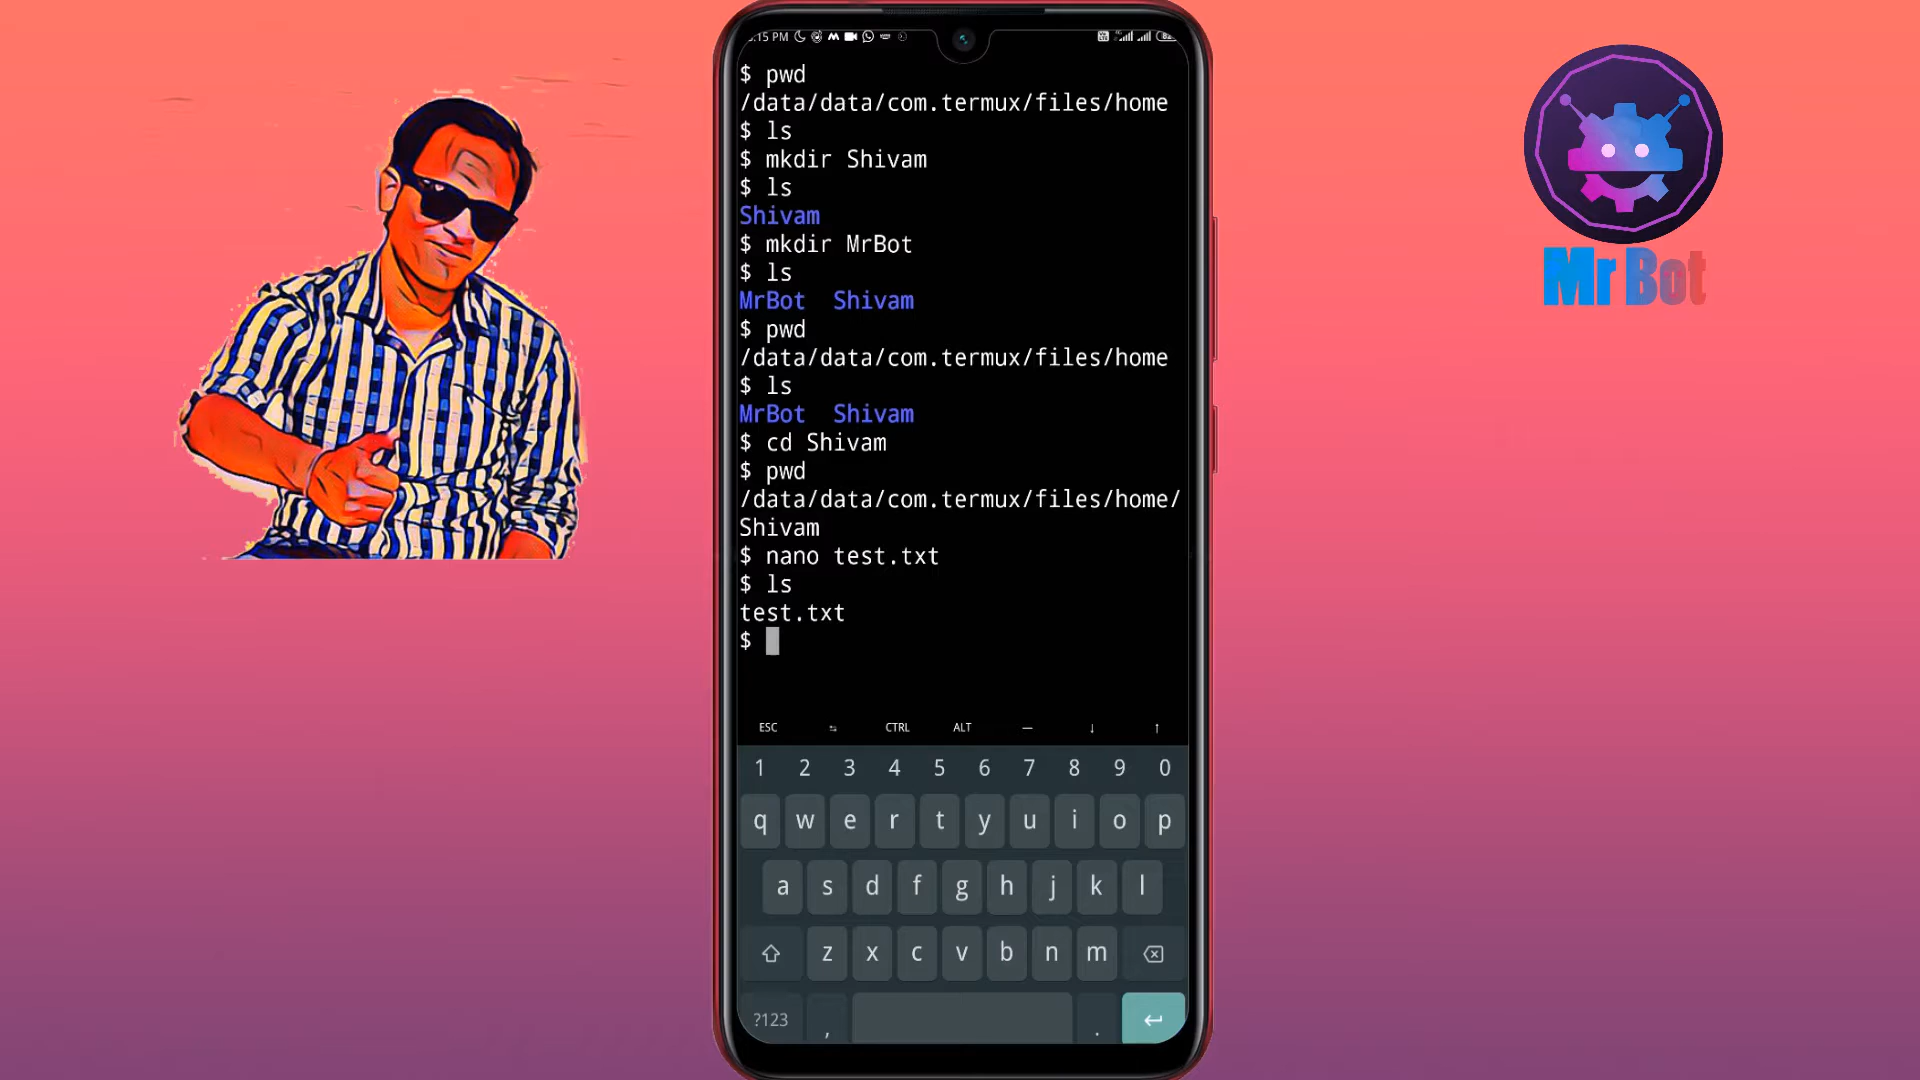 :15 PM
$ pwd
/data/data/com.termux/files/home
$ ls
$ mkdir Shivam
$ ls
Shivam
$ mkdir MrBot
$ ls
MrBot Shivam
$ pwd
/data/data/com.termux/files/home
$ ls
MrBot Shivam
$ cd Shivam
$ pwd
/data/data/com.termux/files/home/
Shivam
$ nano test.txt
$ ls
test.txt
$
ESC ⇆ CTRL ALT — ↓ ↑
1 2 3 4 5 6 7 8 9 0
q w e r t y u i o p
a s d f g h j k l
z x c v b n m
?123 , .
Mr Bot